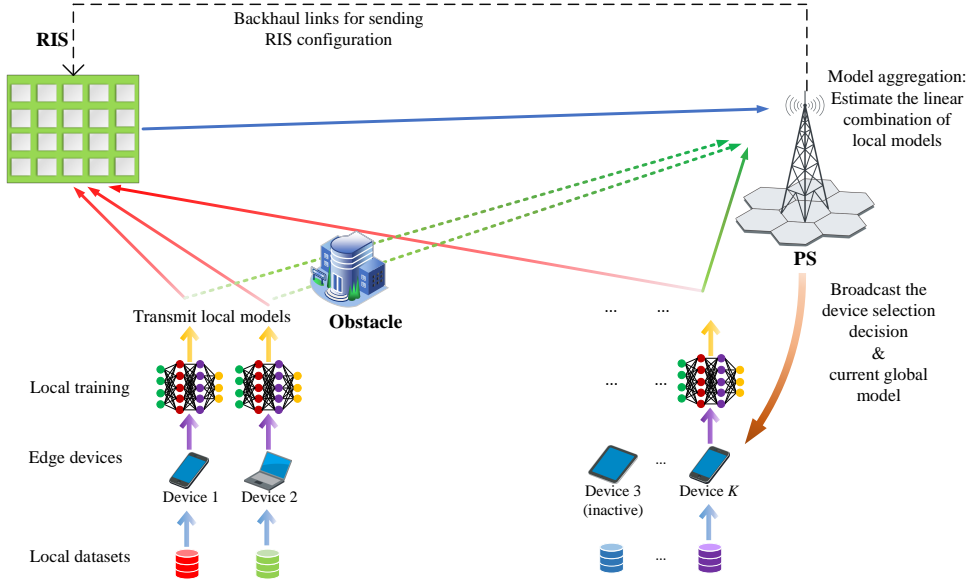 Backhaul links for sending
RIS configuration
RIS
Model aggregation:
Estimate the linear
combination of
local models
PS
Obstacle
Transmit local models
... ...
Broadcast the
device selection
decision
&
current global
model
Local training
... ...
Edge devices
...
Device 1
Device 2
Device 3
(inactive)
Device K
Local datasets
...